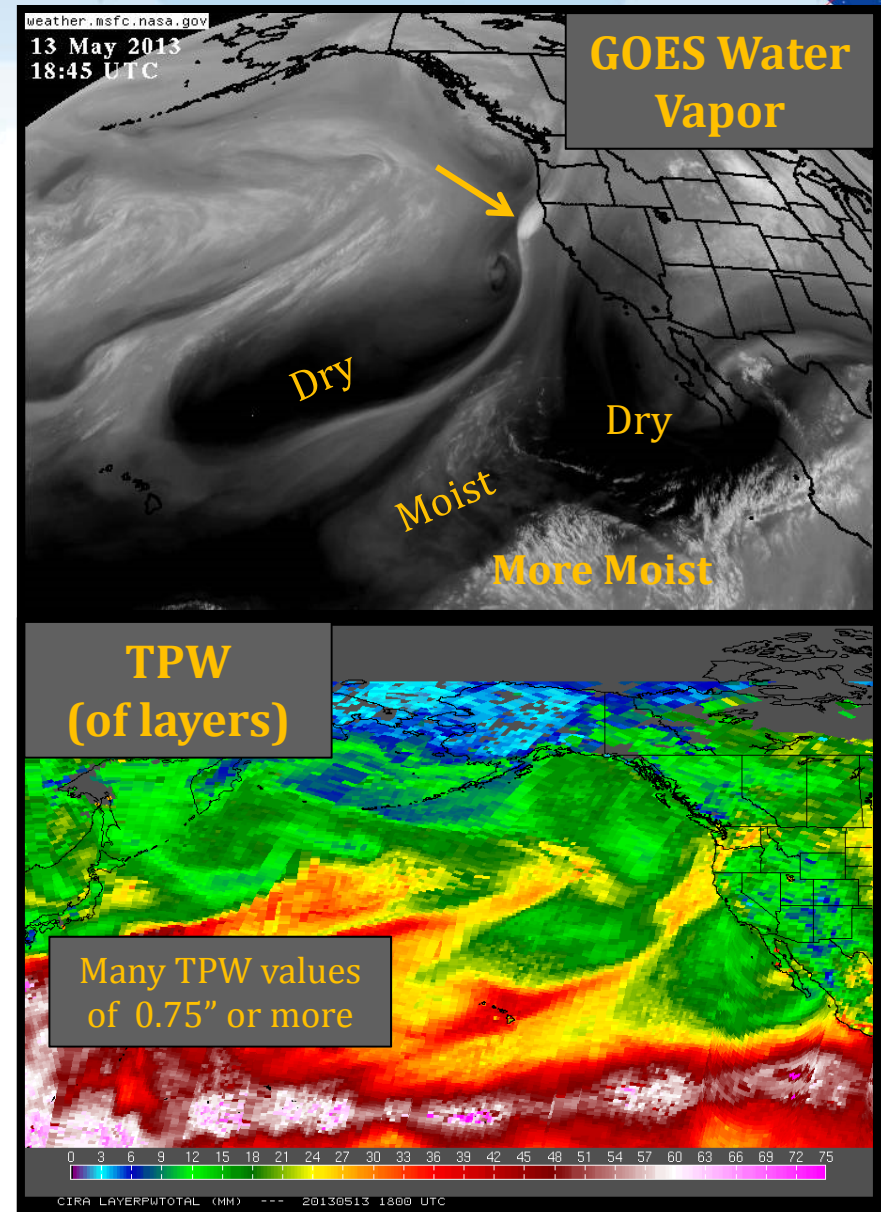 weather.msfc.nasa.gov
13 May 2013
18:45 UTC
GOES Water
Vapor
Dry
Dry
Moist
More Moist
TPW
(of layers)
Many TPW values
of 0.75” or more
0 3 6 9 12 15 18 21 24 27 30 33 36 39 42 45 48 51 54 57 60 63 66 69 72 75
CIRA LAYERPWTOTAL (MM) --- 20130513 1800 UTC